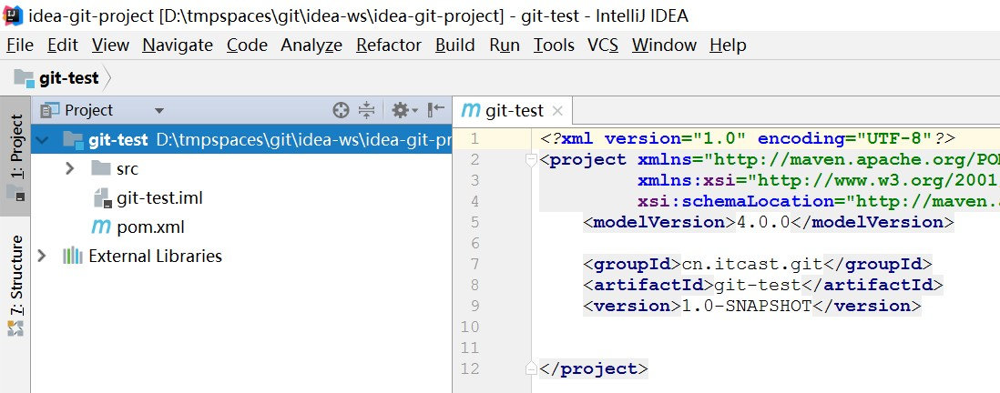 idea-git-project [D:\tmpspaces\git\idea-ws\idea-git-project] - git-test - IntelliJ IDEA
File Edit View Navigate Code Analyze Refactor Build Run Tools VCS Window Help
git-test
1: Project
7: Structure
Project
git-test D:\tmpspaces\git\idea-ws\idea-git-pr
src
git-test.iml
m pom.xml
External Libraries
m git-test
1 <?xml version="1.0" encoding="UTF-8"?>
2 <project xmlns="http://maven.apache.org/PO
3 xmlns:xsi="http://www.w3.org/2001
4 xsi:schemaLocation="http://maven.
5 <modelVersion>4.0.0</modelVersion>
6
7 <groupId>cn.itcast.git</groupId>
8 <artifactId>git-test</artifactId>
9 <version>1.0-SNAPSHOT</version>
10
11
12 </project>